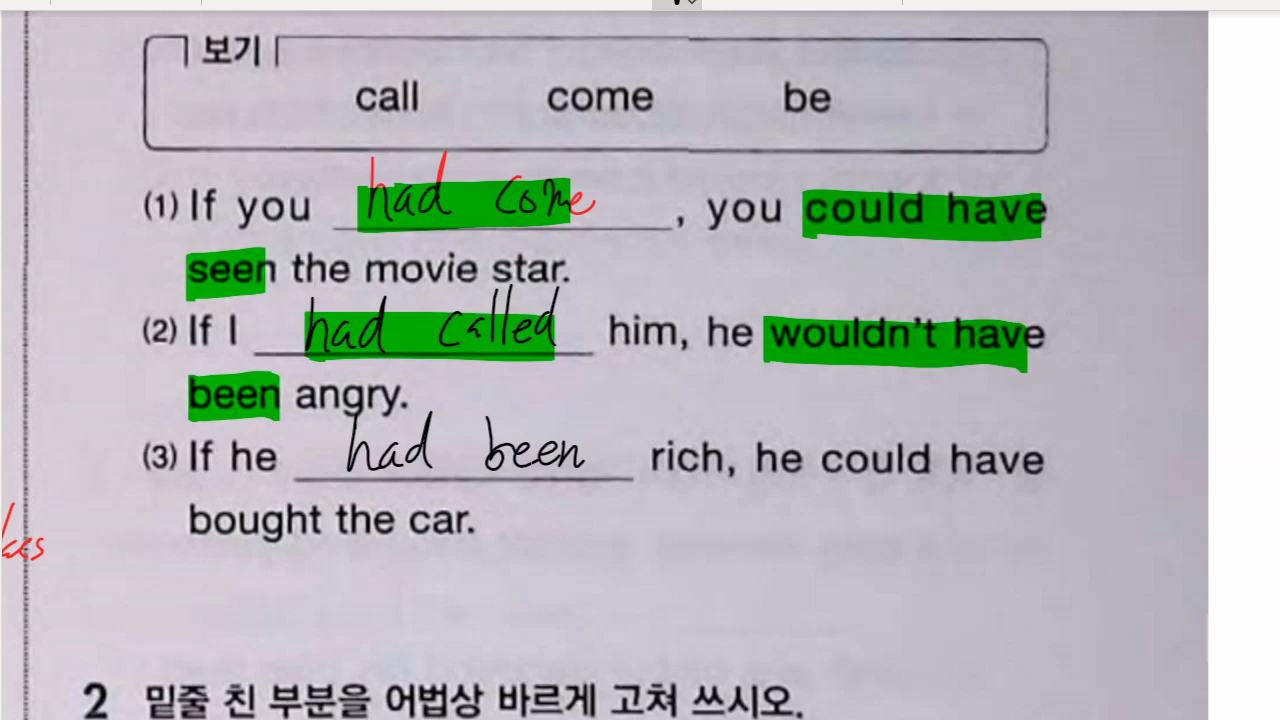 보기
call come be
(1) If you had come, you could have
seen the movie star.
(2) If I had called him, he wouldn't have
been angry.
(3) If he had been rich, he could have
bought the car.
2 밑줄 친 부분을 어법상 바르게 고쳐 쓰시오.